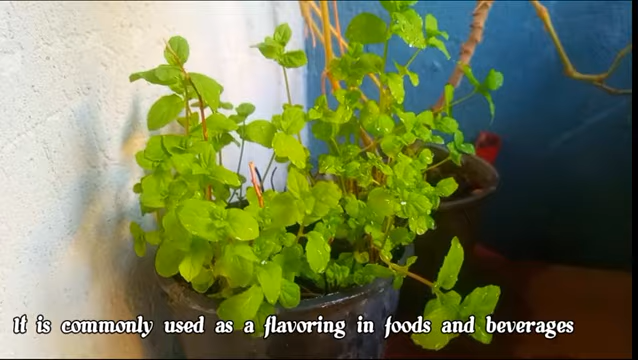 It is commonly used as a flavoring in foods and beverages